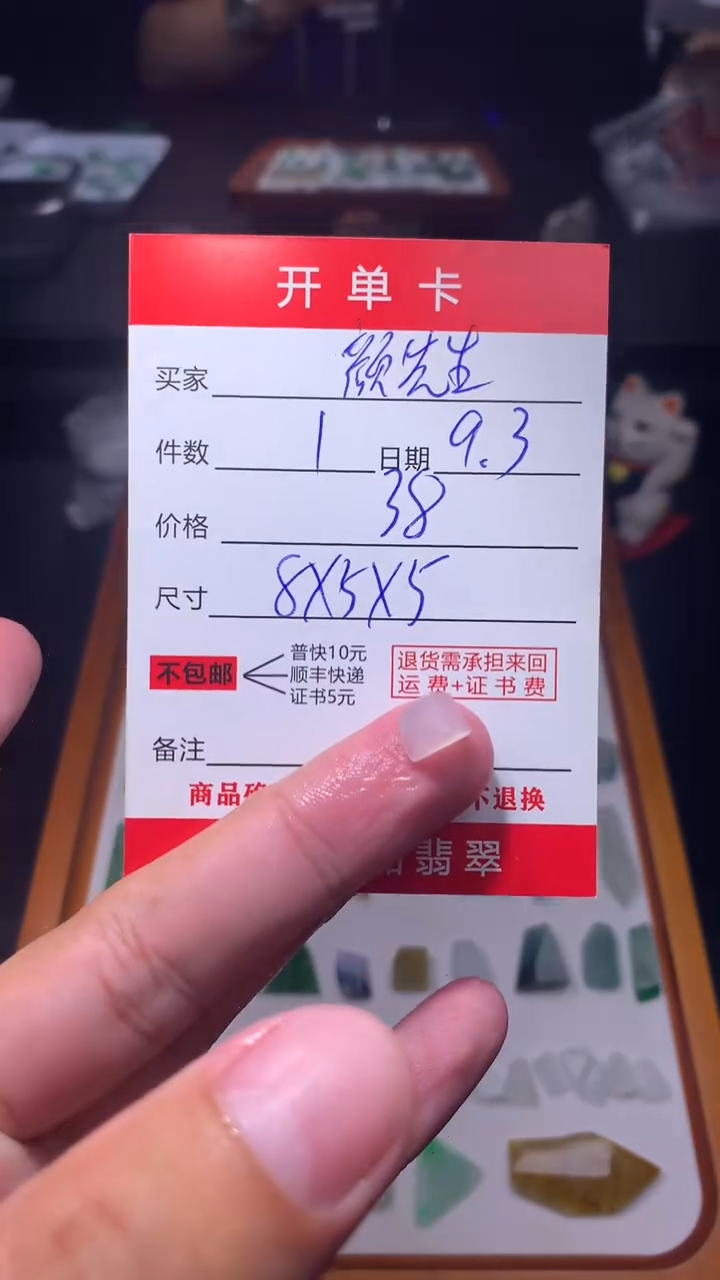 开单卡
买家 颜先生
件数 1 日期 9.3
价格 38
尺寸 8X5X5
不包邮
普快10元
顺丰快递
证书5元
退货需承担来回
运费+证书费
备注
商品 不退换
翡翠